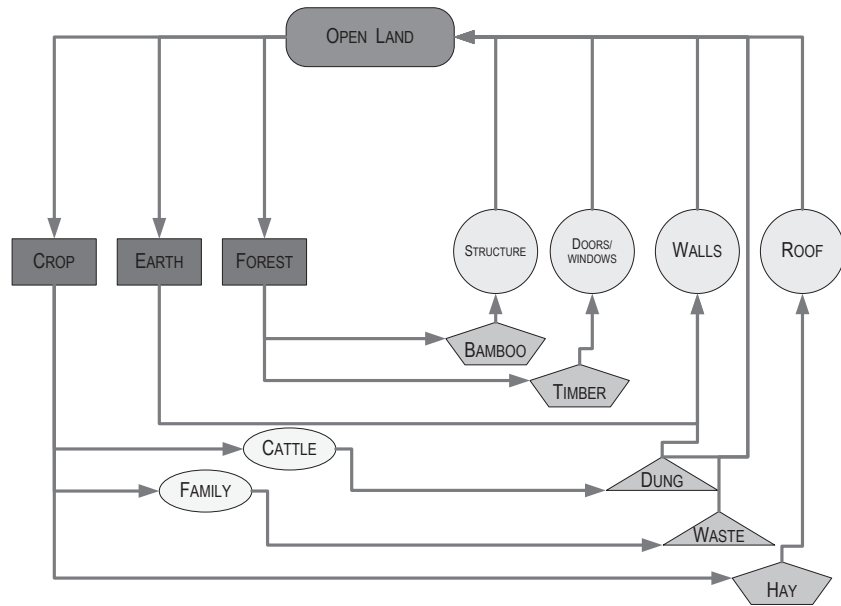 OPEN LAND
CROP
EARTH
FOREST
STRUCTURE
DOORS/
WINDOWS
WALLS
ROOF
BAMBOO
TIMBER
CATTLE
FAMILY
DUNG
WASTE
HAY